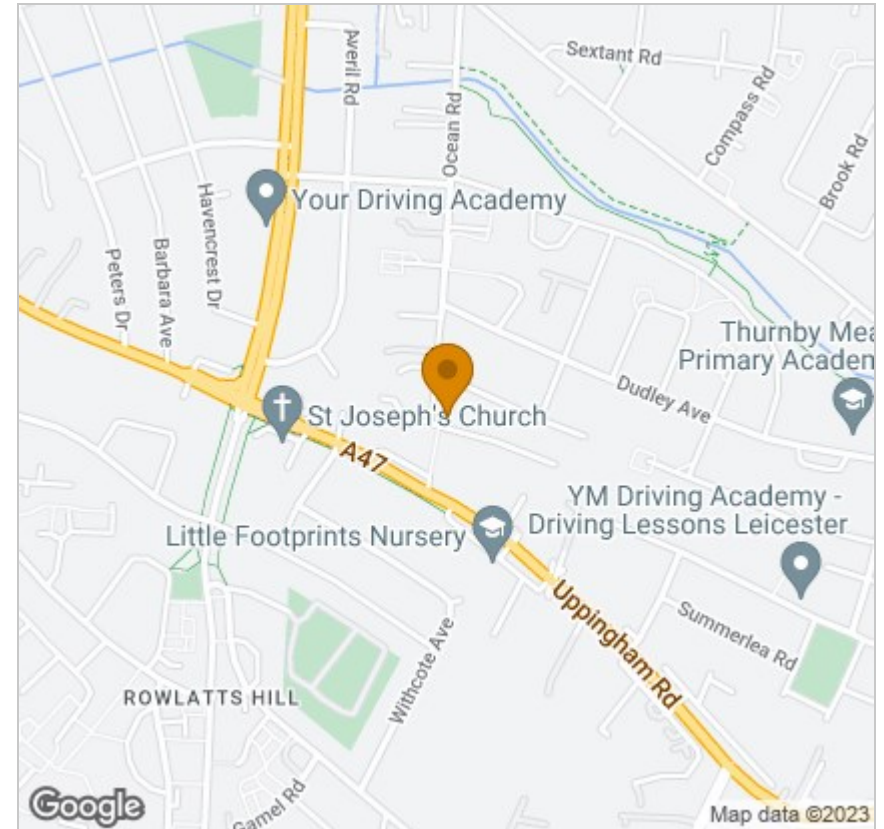 Averil Rd
Sextant Rd
Ocean Rd
Compass Rd
Brook Rd
Your Driving Academy
Havencrest Dr
Barbara Ave
Peters Dr
Thurnby Mea
Primary Academ
Dudley Ave
St Joseph's Church
A47
YM Driving Academy -
Driving Lessons Leicester
Little Footprints Nursery
Uppingham Rd
Summerlea Rd
Withcote Ave
ROWLATTS HILL
Gamel Rd
Google
Map data ©2023